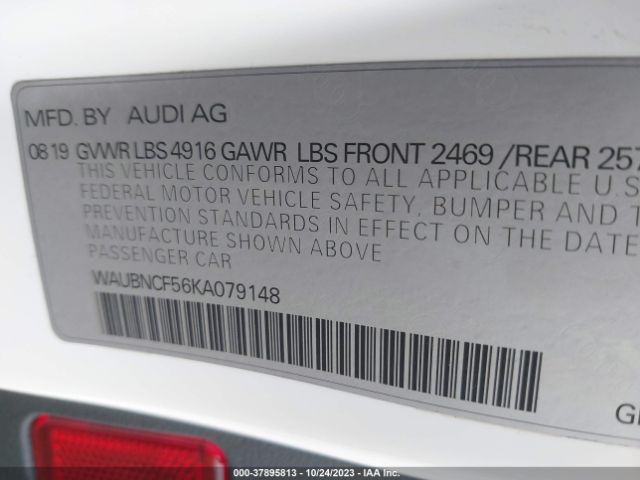 MFD. BY AUDI AG
0819 GVWR LBS 4916 GAWR LBS FRONT 2469 /REAR 257
THIS VEHICLE CONFORMS TO ALL APPLICABLE U.S
FEDERAL MOTOR VEHICLE SAFETY, BUMPER AND T
PREVENTION STANDARDS IN EFFECT ON THE DATE
MANUFACTURE SHOWN ABOVE
PASSENGER CAR
WAUBNCF56KA079148
000-37895813 - 10/24/2023 - IAA Inc.